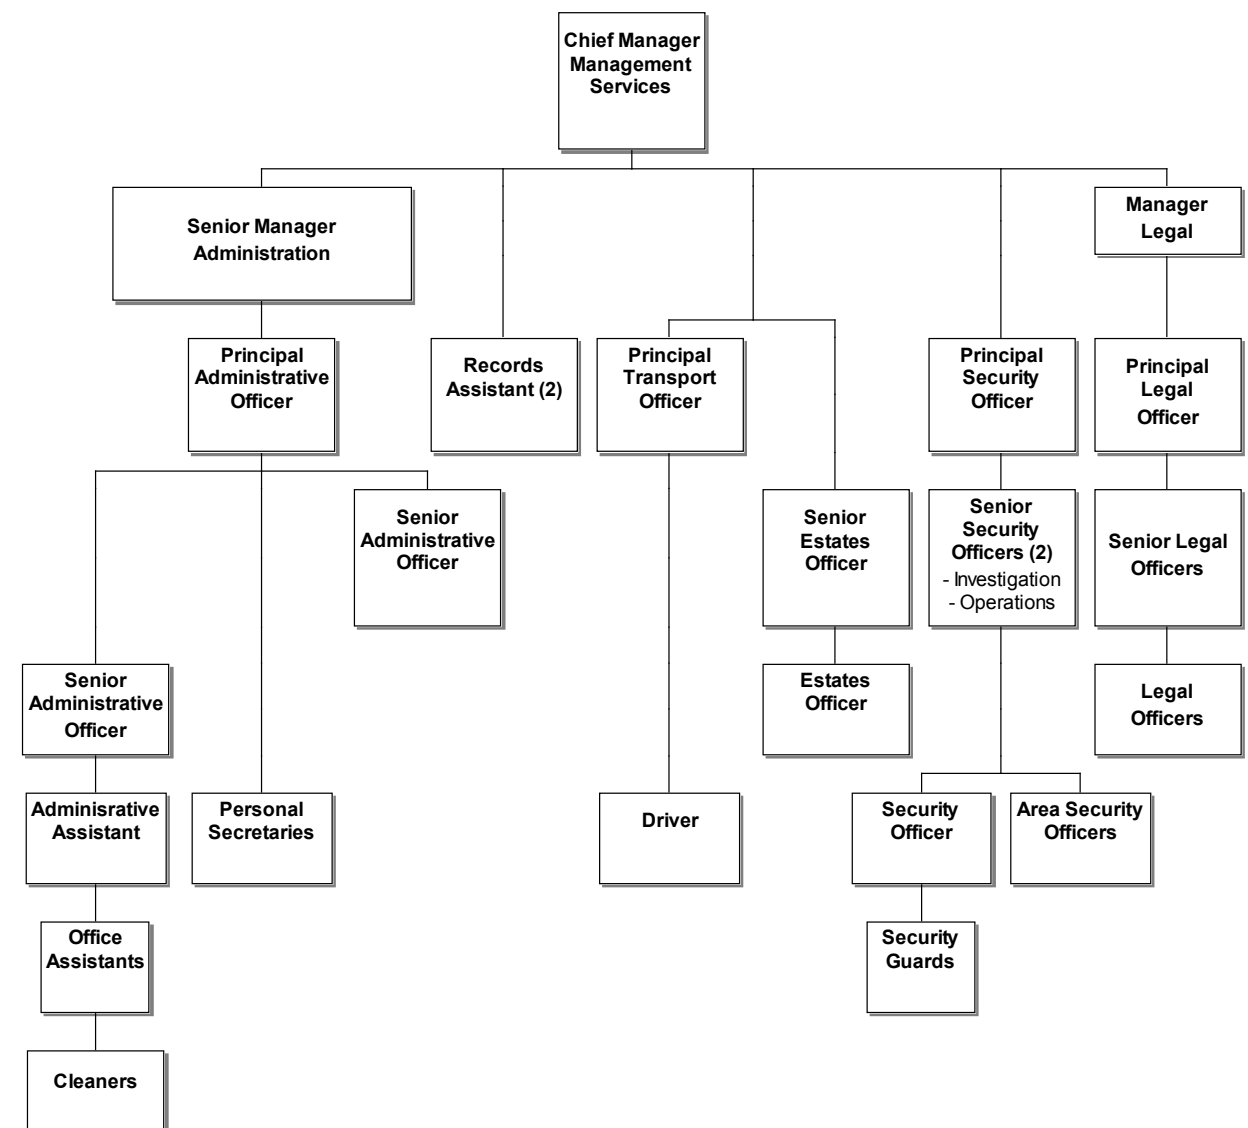 Chief Manager
Management
Services
Senior Manager
Administration
Manager
Legal
Principal
Administrative
Officer
Records
Assistant (2)
Principal
Transport
Officer
Principal
Security
Officer
Principal
Legal
Officer
Senior
Administrative
Officer
Senior
Estates
Officer
Senior
Security
Officers (2)
- Investigation
- Operations
Senior Legal
Officers
Senior
Administrative
Officer
Estates
Officer
Legal
Officers
Adminisrative
Assistant
Personal
Secretaries
Driver
Security
Officer
Area Security
Officers
Office
Assistants
Security
Guards
Cleaners